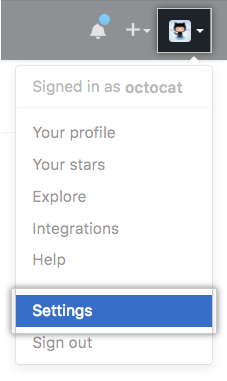 Signed in as octocat
Your profile
Your stars
Explore
Integrations
Help
Settings
Sign out